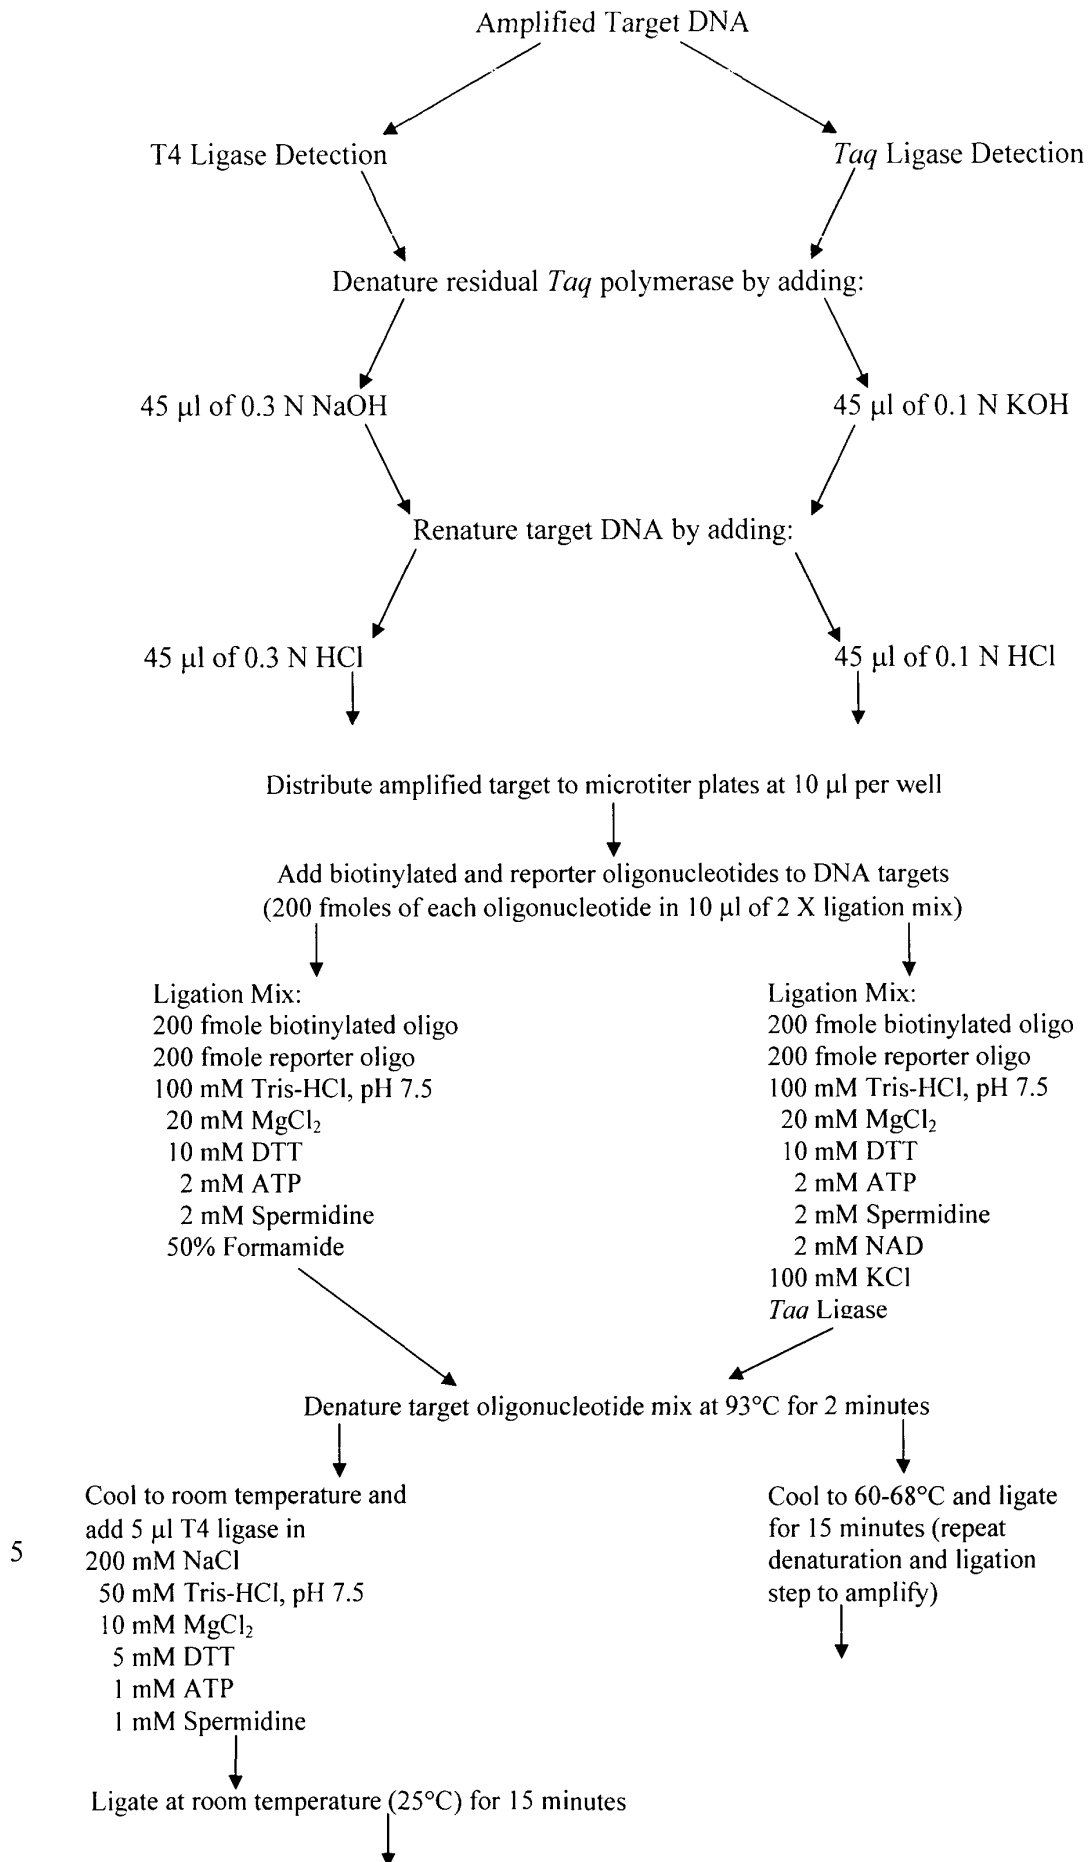 Amplified Target DNA
T4 Ligase Detection
Taq Ligase Detection
Denature residual Taq polymerase by adding:
45 µl of 0.3 N NaOH
45 µl of 0.1 N KOH
Renature target DNA by adding:
45 µl of 0.3 N HCl
45 µl of 0.1 N HCl
Distribute amplified target to microtiter plates at 10 µl per well
Add biotinylated and reporter oligonucleotides to DNA targets
(200 fmoles of each oligonucleotide in 10 µl of 2 X ligation mix)
Ligation Mix:
200 fmole biotinylated oligo
200 fmole reporter oligo
100 mM Tris-HCl, pH 7.5
20 mM MgCl₂
10 mM DTT
2 mM ATP
2 mM Spermidine
50% Formamide
Ligation Mix:
200 fmole biotinylated oligo
200 fmole reporter oligo
100 mM Tris-HCl, pH 7.5
20 mM MgCl₂
10 mM DTT
2 mM ATP
2 mM Spermidine
2 mM NAD
100 mM KCl
Taq Ligase
Denature target oligonucleotide mix at 93°C for 2 minutes
Cool to room temperature and
add 5 µl T4 ligase in
200 mM NaCl
50 mM Tris-HCl, pH 7.5
10 mM MgCl₂
5 mM DTT
1 mM ATP
1 mM Spermidine
Cool to 60-68°C and ligate
for 15 minutes (repeat
denaturation and ligation
step to amplify)
5
Ligate at room temperature (25°C) for 15 minutes